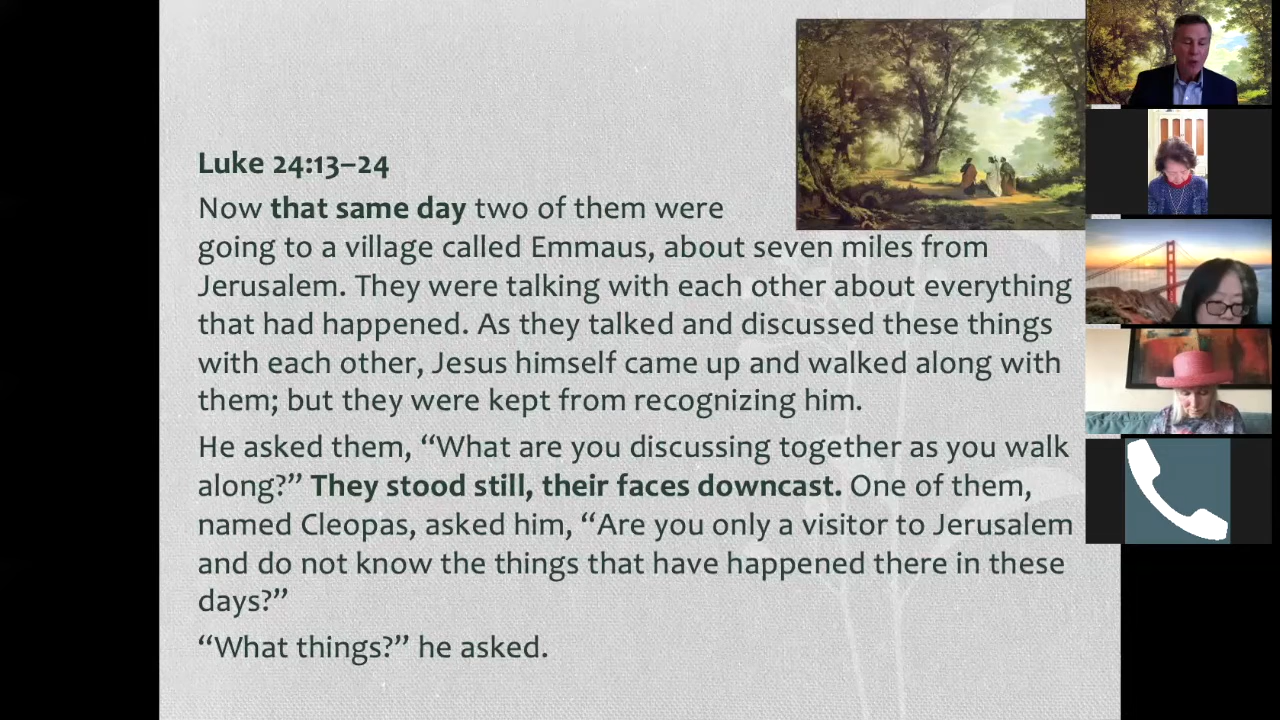 Luke 24:13–24
Now that same day two of them were
going to a village called Emmaus, about seven miles from
Jerusalem. They were talking with each other about everything
that had happened. As they talked and discussed these things
with each other, Jesus himself came up and walked along with
them; but they were kept from recognizing him.
He asked them, “What are you discussing together as you walk
along?” They stood still, their faces downcast. One of them,
named Cleopas, asked him, “Are you only a visitor to Jerusalem
and do not know the things that have happened there in these
days?”
“What things?” he asked.